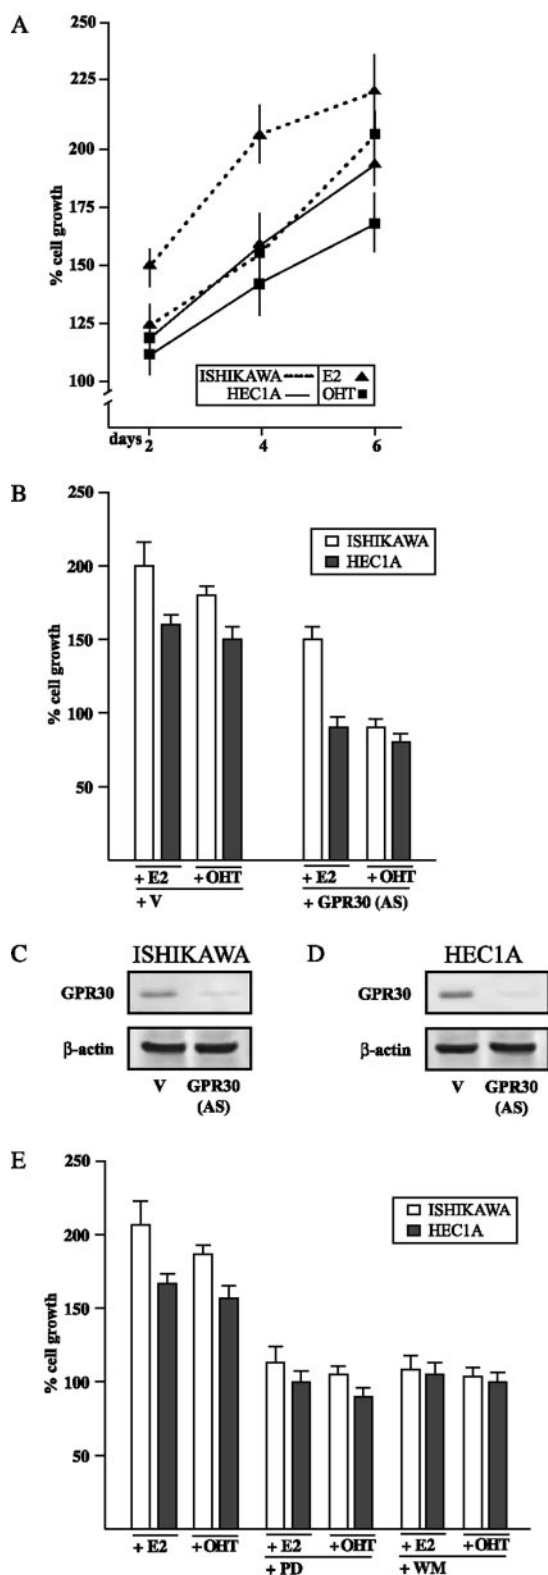 A
225
200
175
150
125
100
% cell growth
ISHIKAWA E2
HEC1A OHT
days 2 4 6
B
250
200
150
100
50
% cell growth
ISHIKAWA
HEC1A
+ E2 + OHT + E2 + OHT
+ V + GPR30 (AS)
C ISHIKAWA D HEC1A
GPR30 GPR30
β-actin β-actin
V GPR30 V GPR30
(AS) (AS)
E
250
200
150
100
50
% cell growth
ISHIKAWA
HEC1A
+ E2 + OHT + E2 + OHT + E2 + OHT
+ PD + WM